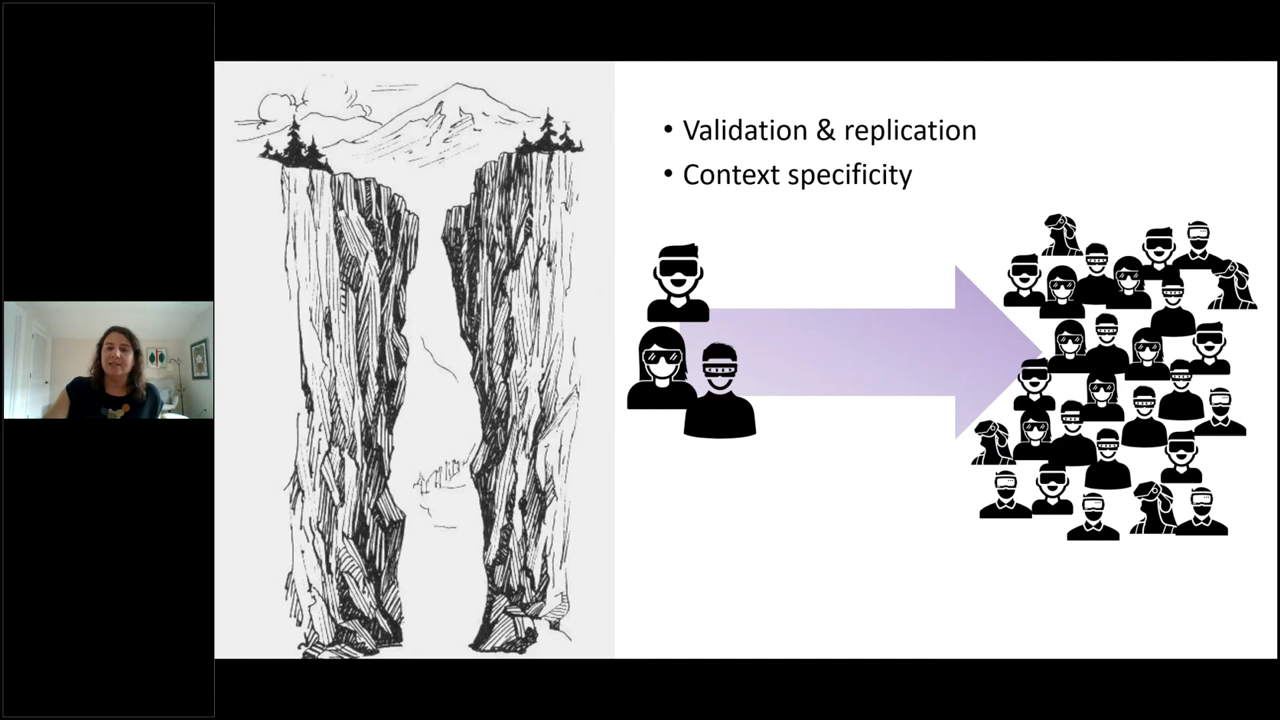 • Validation & replication
• Context specificity